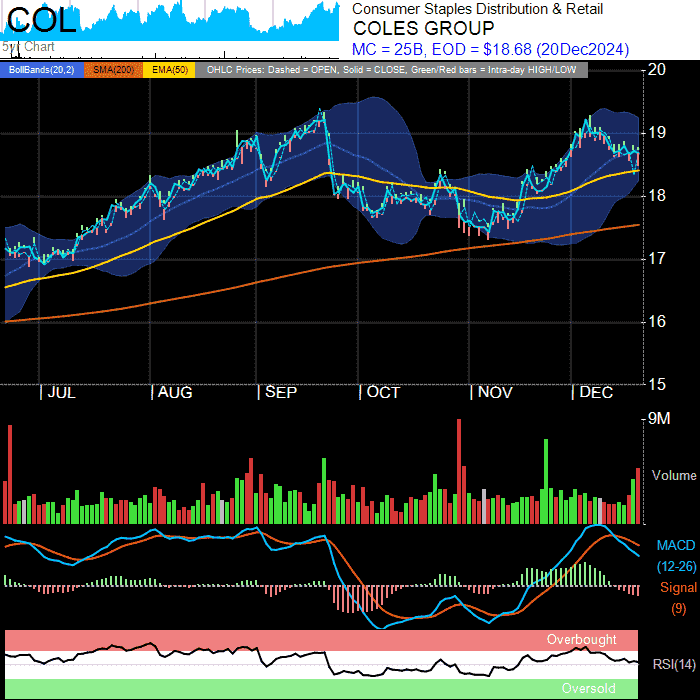 COL
5yr Chart
Consumer Staples Distribution & Retail
COLES GROUP
MC = 25B, EOD = $18.68 (20Dec2024)
BollBands(20,2) SMA(200) EMA(50) OHLC Prices: Dashed = OPEN, Solid = CLOSE, Green/Red bars = Intra-day HIGH/LOW
20
19
18
17
16
15
JUL AUG SEP OCT NOV DEC
9M
Volume
MACD
(12-26)
Signal
(9)
Overbought
RSI(14)
Oversold